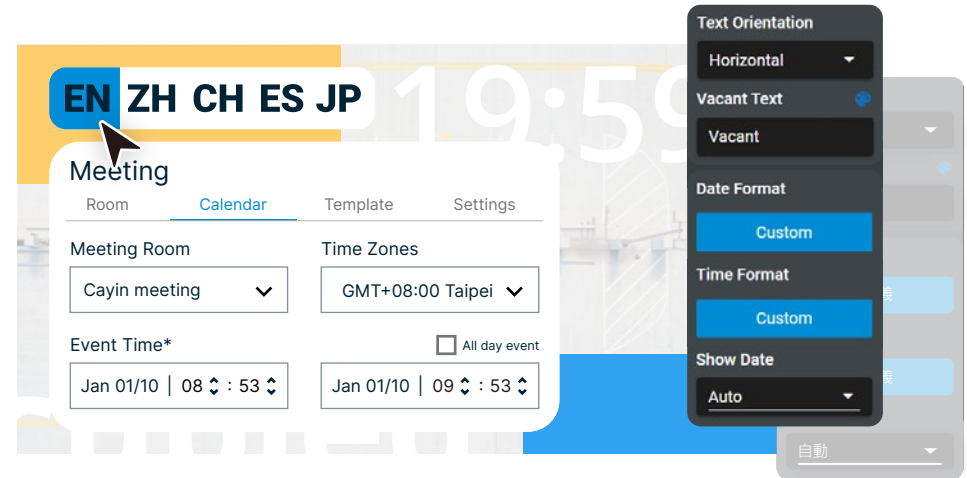 19:59
EN ZH CH ES JP
Meeting
Room Calendar Template Settings
Meeting Room Time Zones
Cayin meeting GMT+08:00 Taipei
Event Time* All day event
Jan 01/10 | 08 : 53 Jan 01/10 | 09 : 53
Text Orientation
Horizontal
Vacant Text
Vacant
Date Format
Custom
Time Format
Custom
Show Date
Auto
義
義
自動